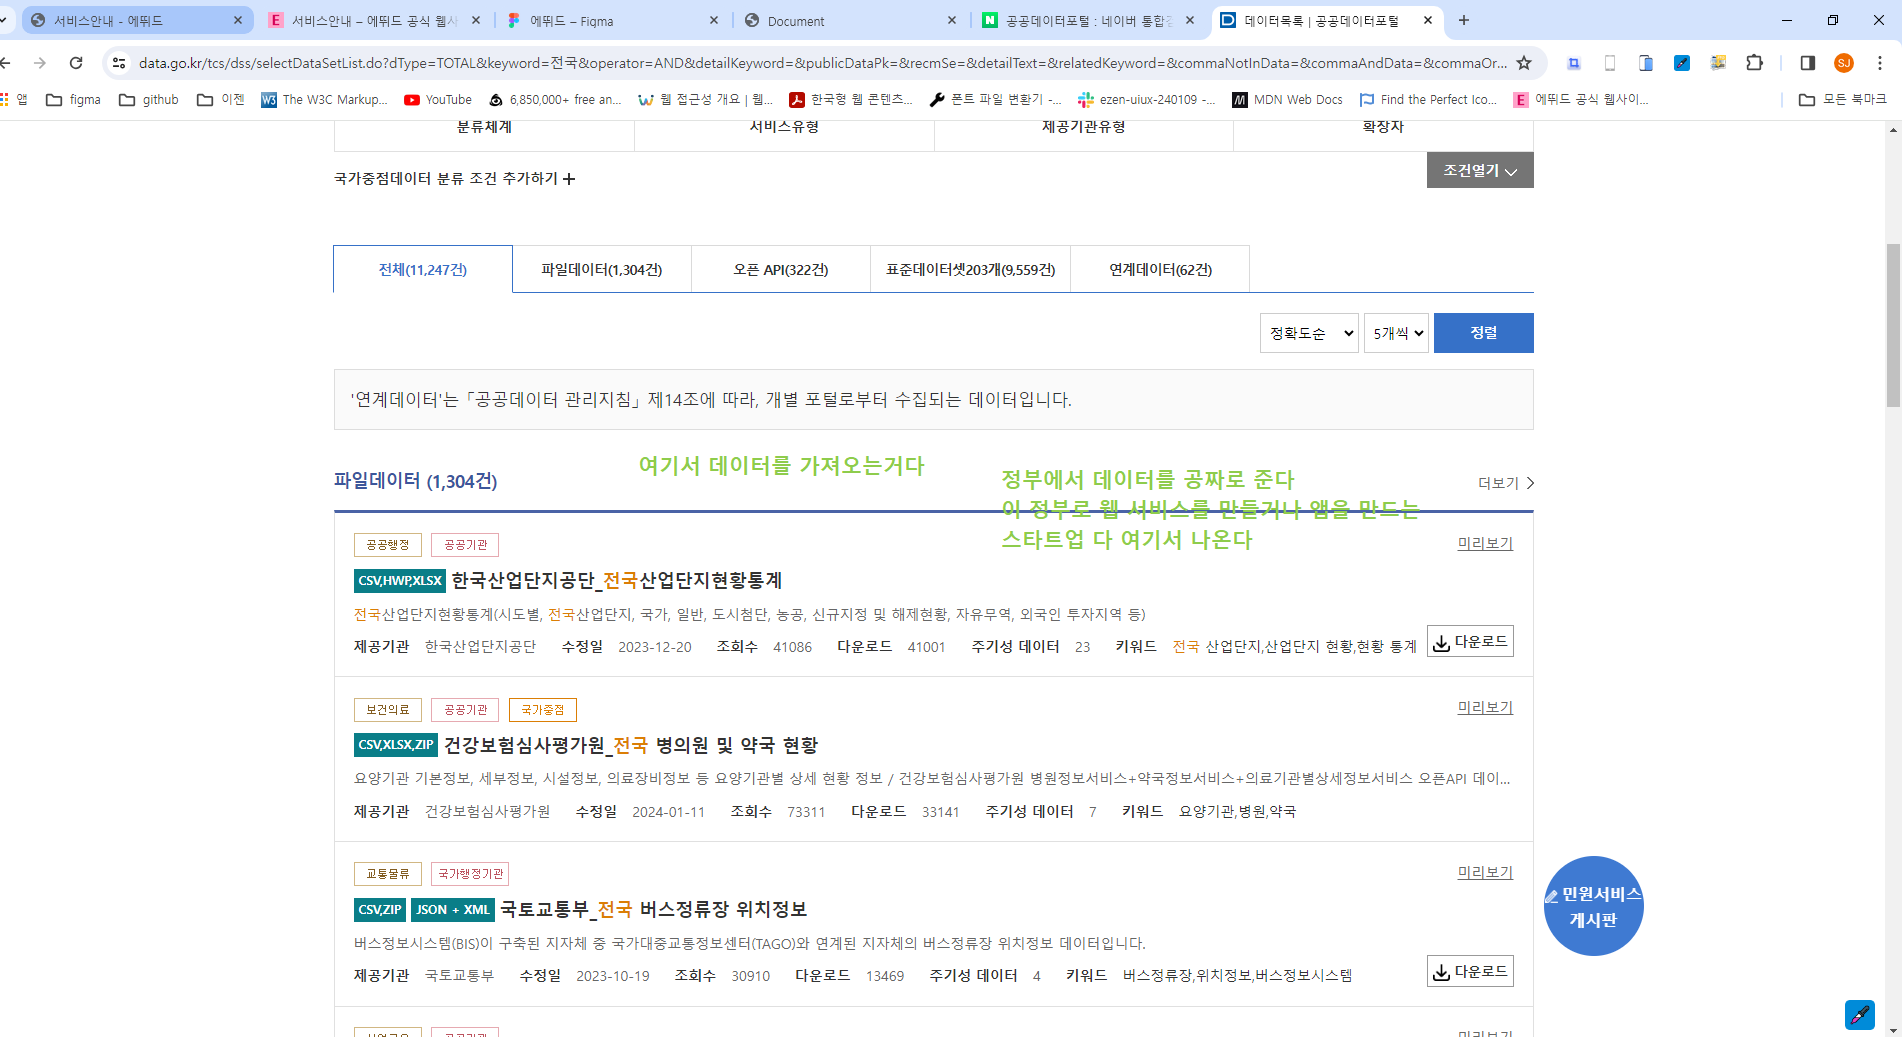 서비스안내 - 에뛰드
서비스안내 – 에뛰드 공식 웹사
에뛰드 – Figma
Document
공공데이터포털 : 네이버 통합검
데이터목록 | 공공데이터포털
data.go.kr/tcs/dss/selectDataSetList.do?dType=TOTAL&keyword=전국&operator=AND&detailKeyword=&publicDataPk=&recmSe=&detailText=&relatedKeyword=&commaNotInData=&commaAndData=&commaOr...
SJ
앱
figma
github
이젠
The W3C Markup...
YouTube
6,850,000+ free an...
웹 접근성 개요 | 웹...
한국형 웹 콘텐츠...
폰트 파일 변환기 -...
ezen-uiux-240109 -...
MDN Web Docs
Find the Perfect Ico...
에뛰드 공식 웹사이...
모든 북마크
분류체계
서비스유형
제공기관유형
확장자
국가중점데이터 분류 조건 추가하기 +
조건열기
전체(11,247건)
파일데이터(1,304건)
오픈 API(322건)
표준데이터셋203개(9,559건)
연계데이터(62건)
정확도순
5개씩
정렬
'연계데이터'는 「공공데이터 관리지침」 제14조에 따라, 개별 포털로부터 수집되는 데이터입니다.
여기서 데이터를 가져오는거다
파일데이터 (1,304건)
더보기
정부에서 데이터를 공짜로 준다
이 정부로 웹 서비스를 만들거나 앱을 만드는
스타트업 다 여기서 나온다
공공행정 공공기관
미리보기
CSV,HWP,XLSX 한국산업단지공단_전국산업단지현황통계
전국산업단지현황통계(시도별, 전국산업단지, 국가, 일반, 도시첨단, 농공, 신규지정 및 해제현황, 자유무역, 외국인 투자지역 등)
제공기관 한국산업단지공단 수정일 2023-12-20 조회수 41086 다운로드 41001 주기성 데이터 23 키워드 전국 산업단지,산업단지 현황,현황 통계
다운로드
보건의료 공공기관 국가중점
미리보기
CSV,XLSX,ZIP 건강보험심사평가원_전국 병의원 및 약국 현황
요양기관 기본정보, 세부정보, 시설정보, 의료장비정보 등 요양기관별 상세 현황 정보 / 건강보험심사평가원 병원정보서비스+약국정보서비스+의료기관별상세정보서비스 오픈API 데이...
제공기관 건강보험심사평가원 수정일 2024-01-11 조회수 73311 다운로드 33141 주기성 데이터 7 키워드 요양기관,병원,약국
교통물류 국가행정기관
미리보기
CSV,ZIP JSON + XML 국토교통부_전국 버스정류장 위치정보
버스정보시스템(BIS)이 구축된 지자체 중 국가대중교통정보센터(TAGO)와 연계된 지자체의 버스정류장 위치정보 데이터입니다.
제공기관 국토교통부 수정일 2023-10-19 조회수 30910 다운로드 13469 주기성 데이터 4 키워드 버스정류장,위치정보,버스정보시스템
다운로드
민원서비스
게시판
공공기관
미리보기